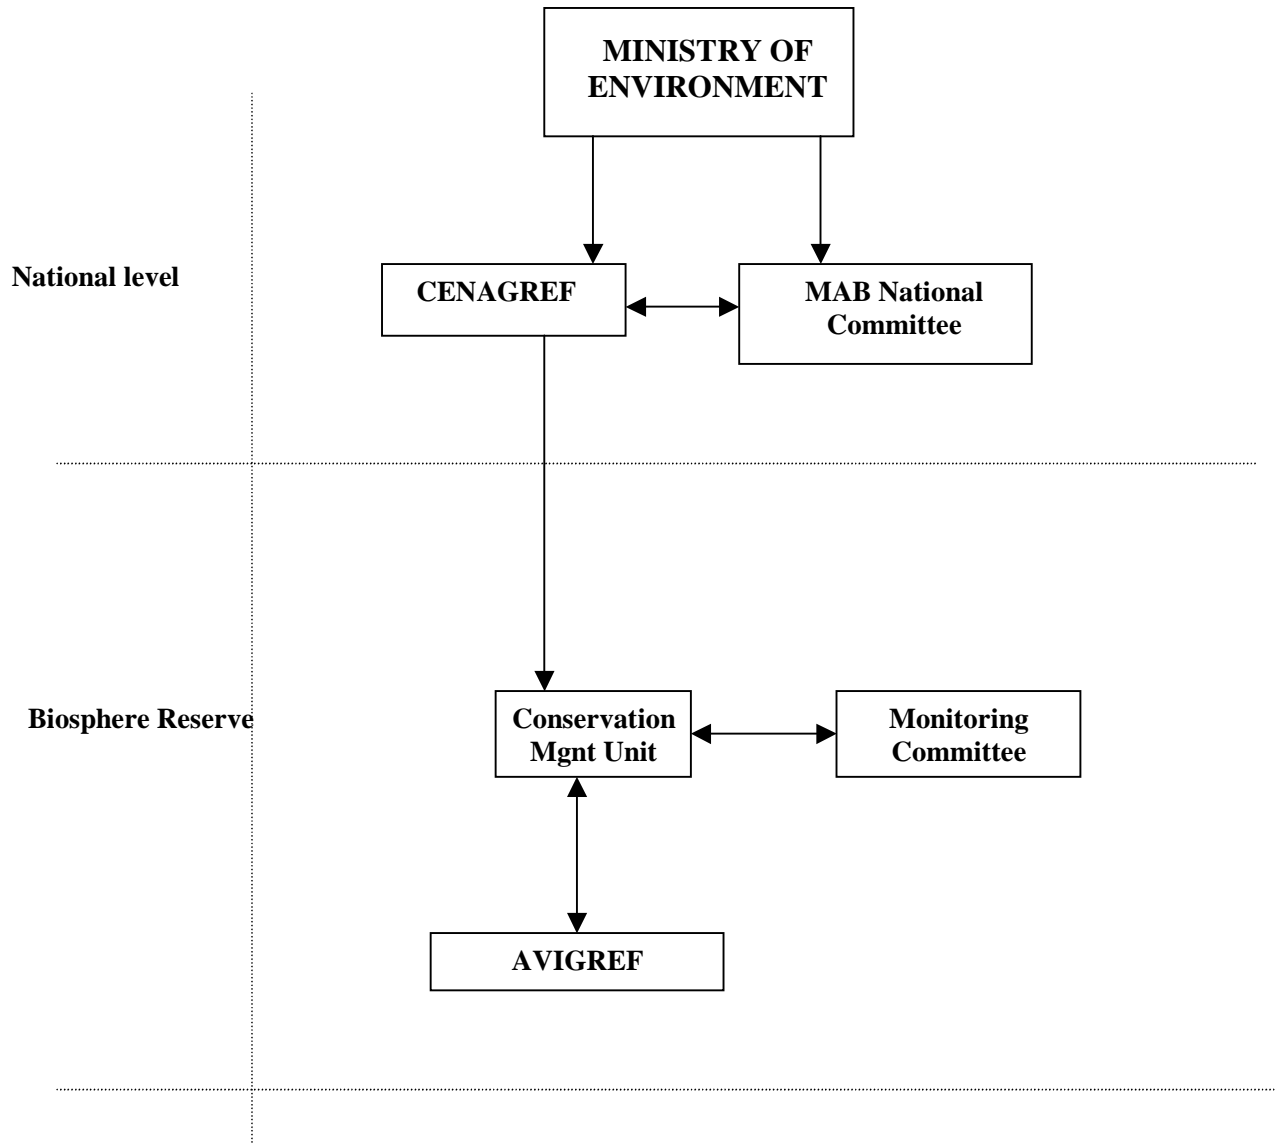 MINISTRY OF
ENVIRONMENT
National level
CENAGREF
MAB National
Committee
Biosphere Reserve
Conservation
Mgnt Unit
Monitoring
Committee
AVIGREF